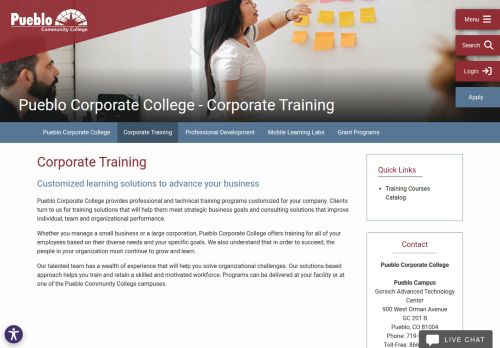 Pueblo
Community College
Menu
Search
Login
Apply
Pueblo Corporate College - Corporate Training
Pueblo Corporate College
Corporate Training
Professional Development
Mobile Learning Labs
Grant Programs
Corporate Training
Customized learning solutions to advance your business
Pueblo Corporate College provides professional and technical training programs customized for your company. Clients
turn to us for training solutions that will help them meet strategic business goals and consulting solutions that improve
individual, team and organizational performance.
Whether you manage a small business or a large corporation, Pueblo Corporate College offers training for all of your
employees based on their diverse needs and your specific goals. We also understand that in order to succeed, the
people in your organization must continue to grow and learn.
Our talented team has a wealth of experience that will help you solve organizational challenges. Our solutions-based
approach helps you train and retain a skilled and motivated workforce. Programs can be delivered at your facility or at
one of the Pueblo Community College campuses.
Quick Links
Training Courses
Catalog
Contact
Pueblo Corporate College
Pueblo Campus
Gorsich Advanced Technology
Center
900 West Orman Avenue
GC 201 B
Pueblo, CO 81004
Phone: 719
Toll-Free: 866
LIVE CHAT